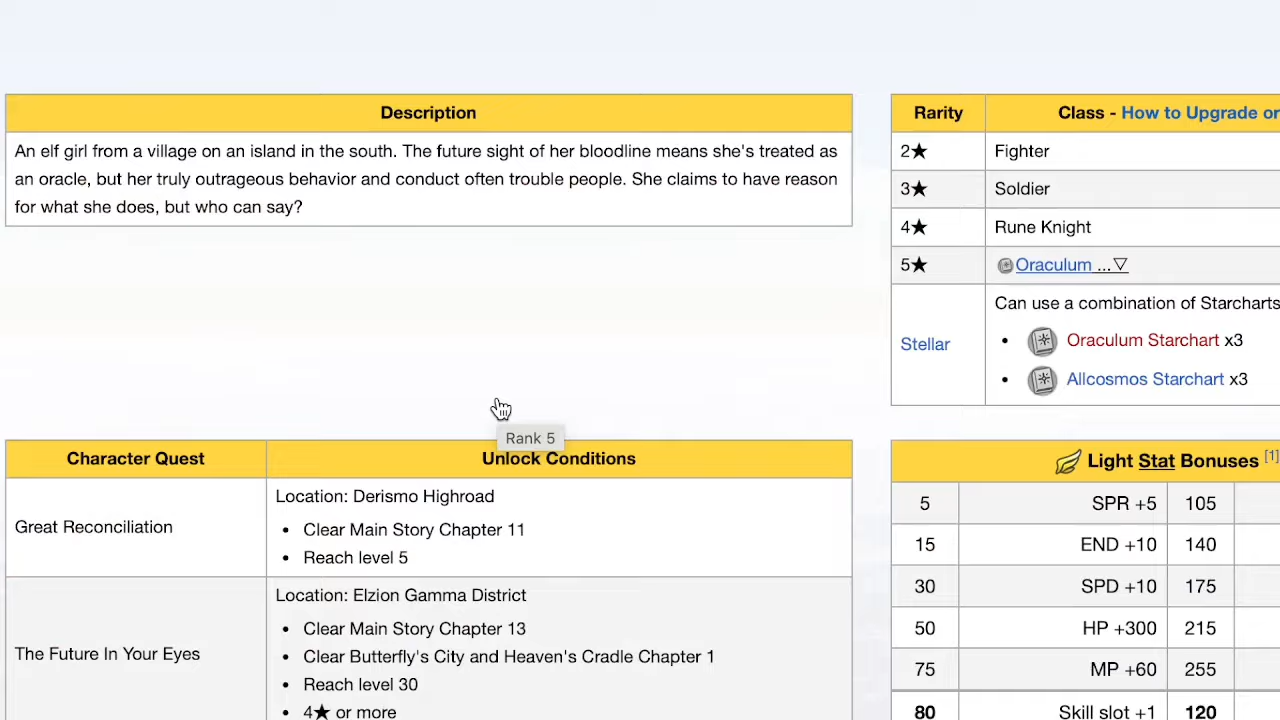 Description
An elf girl from a village on an island in the south. The future sight of her bloodline means she's treated as
an oracle, but her truly outrageous behavior and conduct often trouble people. She claims to have reason
for what she does, but who can say?
Rarity Class - How to Upgrade or
2★ Fighter
3★ Soldier
4★ Rune Knight
5★ Oraculum ...▽
Stellar
Can use a combination of Starcharts
• Oraculum Starchart x3
• Allcosmos Starchart x3
Rank 5
Character Quest Unlock Conditions
Great Reconciliation
Location: Derismo Highroad
• Clear Main Story Chapter 11
• Reach level 5
The Future In Your Eyes
Location: Elzion Gamma District
• Clear Main Story Chapter 13
• Clear Butterfly's City and Heaven's Cradle Chapter 1
• Reach level 30
• 4★ or more
Light Stat Bonuses [1]
5 SPR +5 105
15 END +10 140
30 SPD +10 175
50 HP +300 215
75 MP +60 255
80 Skill slot +1 120